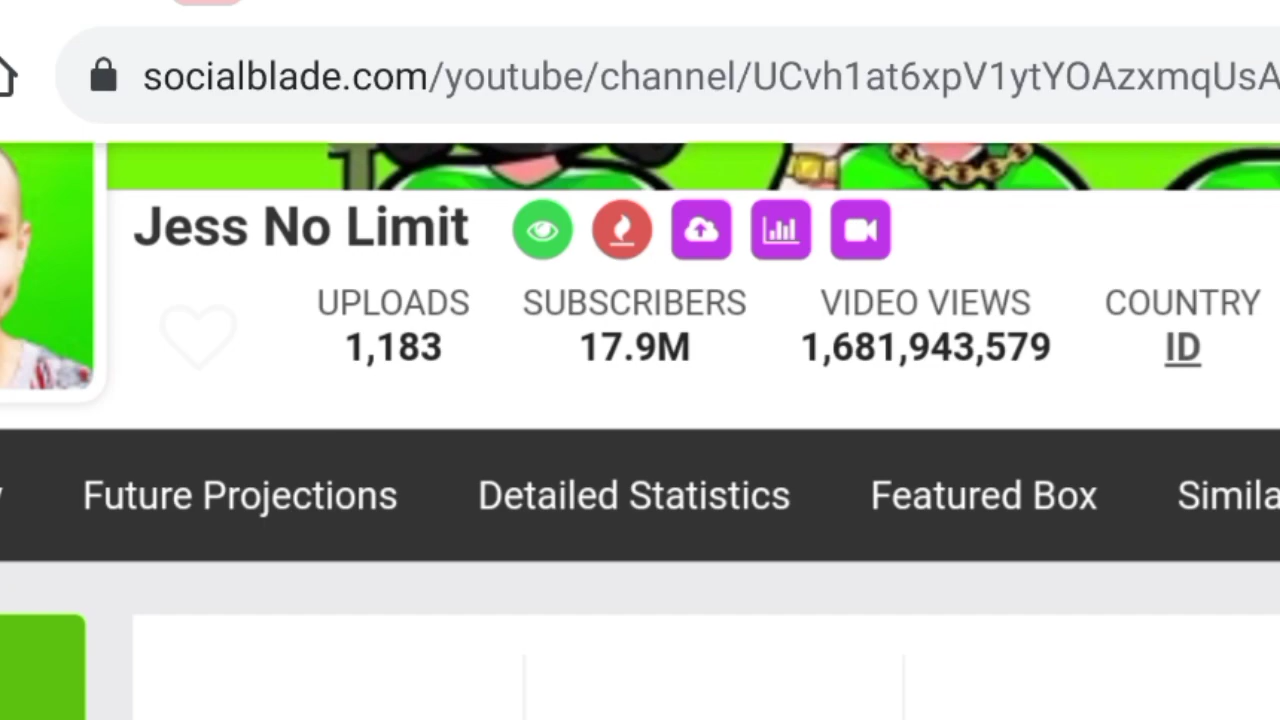 socialblade.com/youtube/channel/UCvh1at6xpV1ytYOAzxmqUsA
Jess No Limit
UPLOADS SUBSCRIBERS VIDEO VIEWS COUNTRY
1,183 17.9M 1,681,943,579 ID
Future Projections Detailed Statistics Featured Box Simila